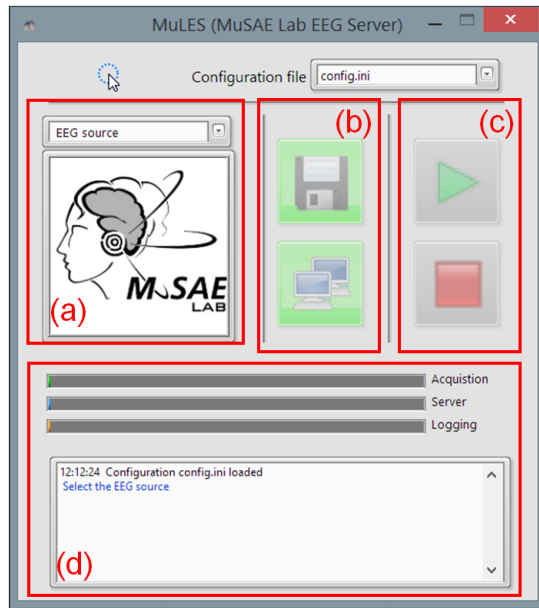 MuLES (MuSAE Lab EEG Server)
Configuration file
config.ini
EEG source
MuSAE
LAB
(a)
(b)
(c)
Acquistion
Server
Logging
12:12:24 Configuration config.ini loaded
Select the EEG source
(d)